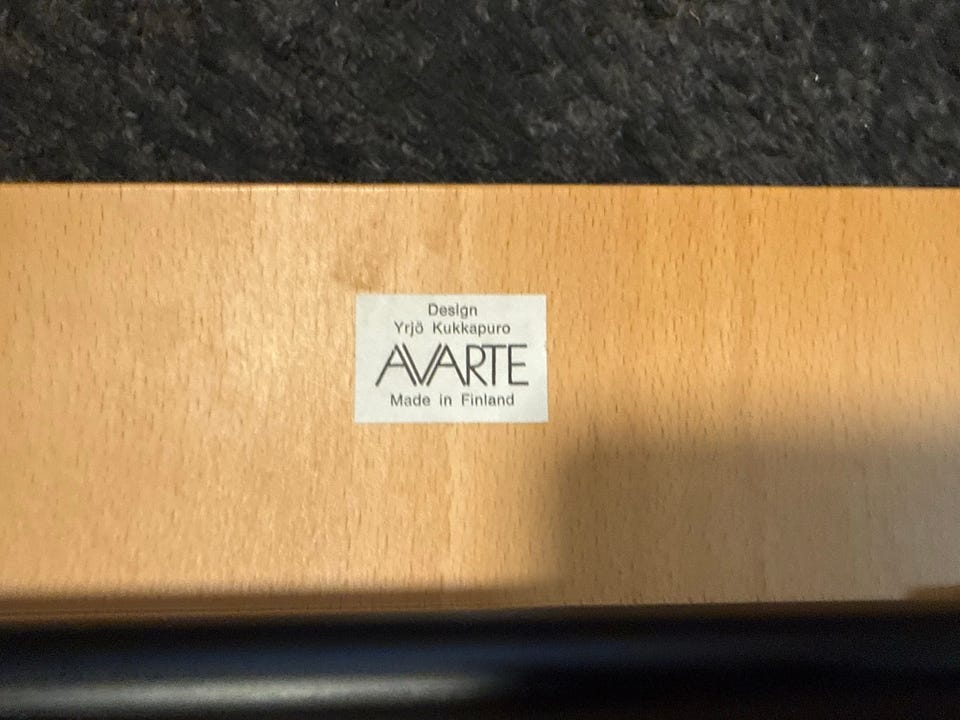 Design
Yrjö Kukkapuro
AVARTE
Made in Finland